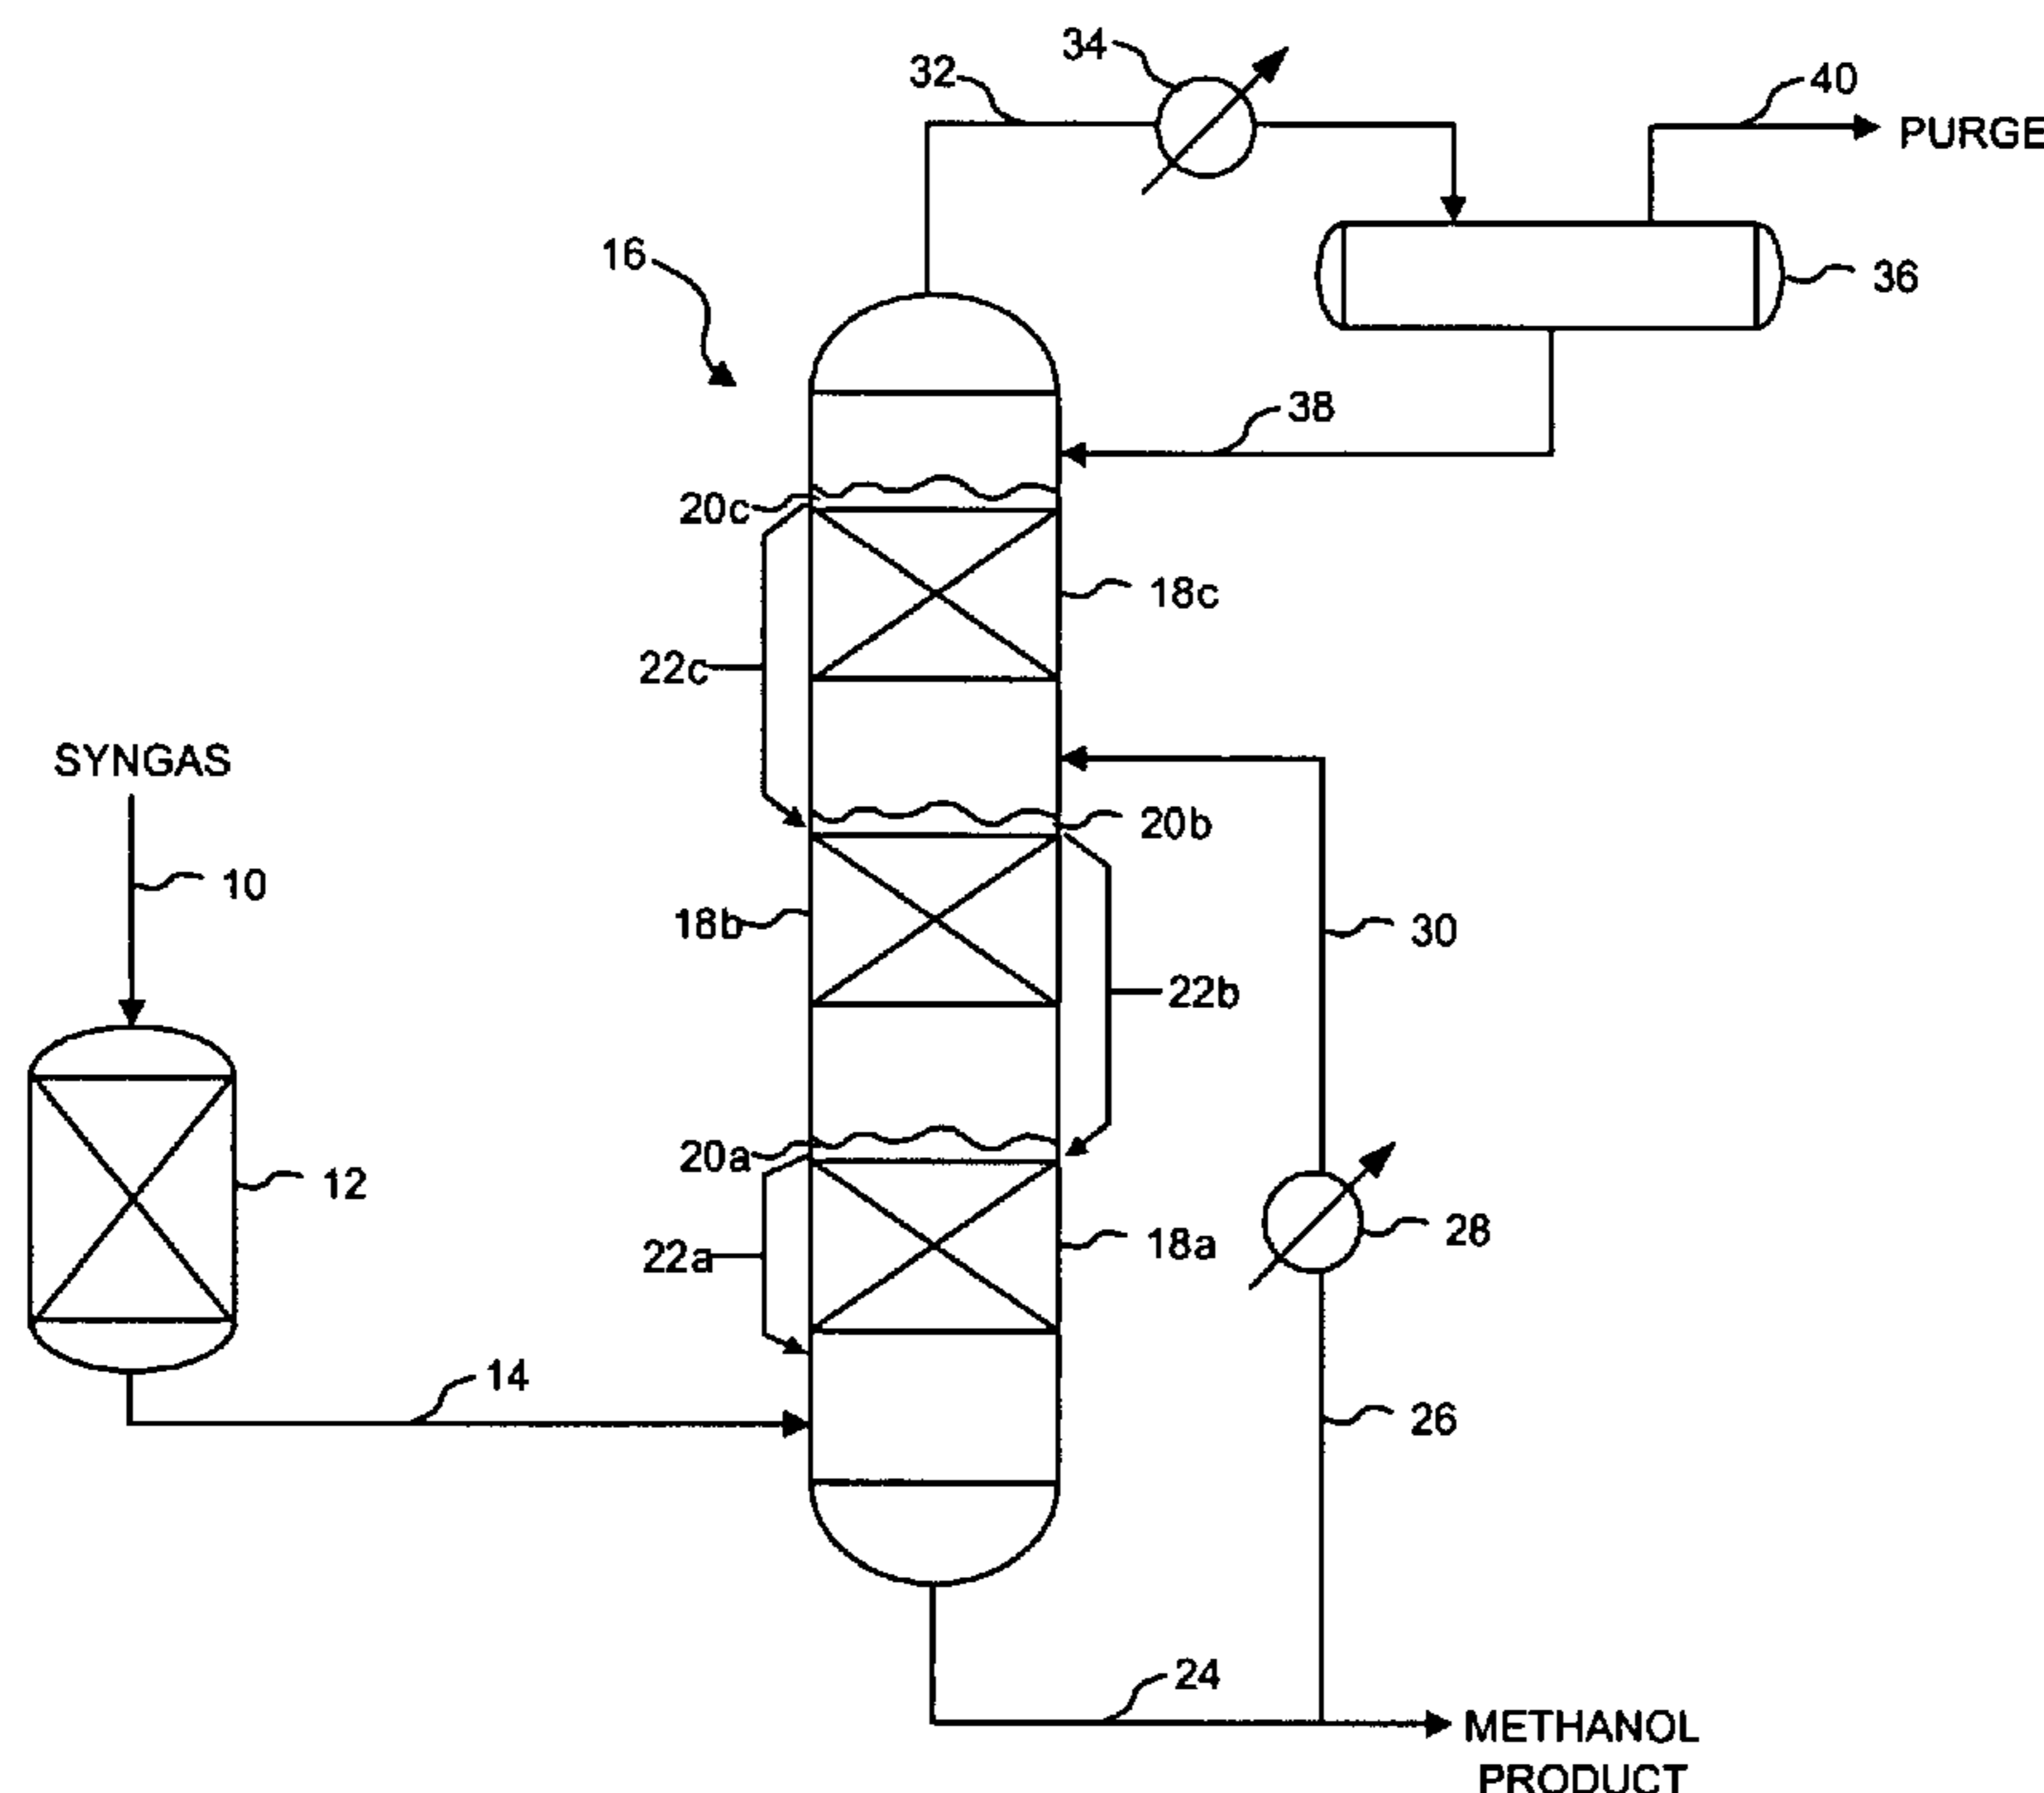 34
32
40
PURGE
16
36
38
20c
18c
22c
SYNGAS
20b
10
18b
30
22b
20a
12
18a
28
22a
14
26
24
METHANOL
PRODUCT